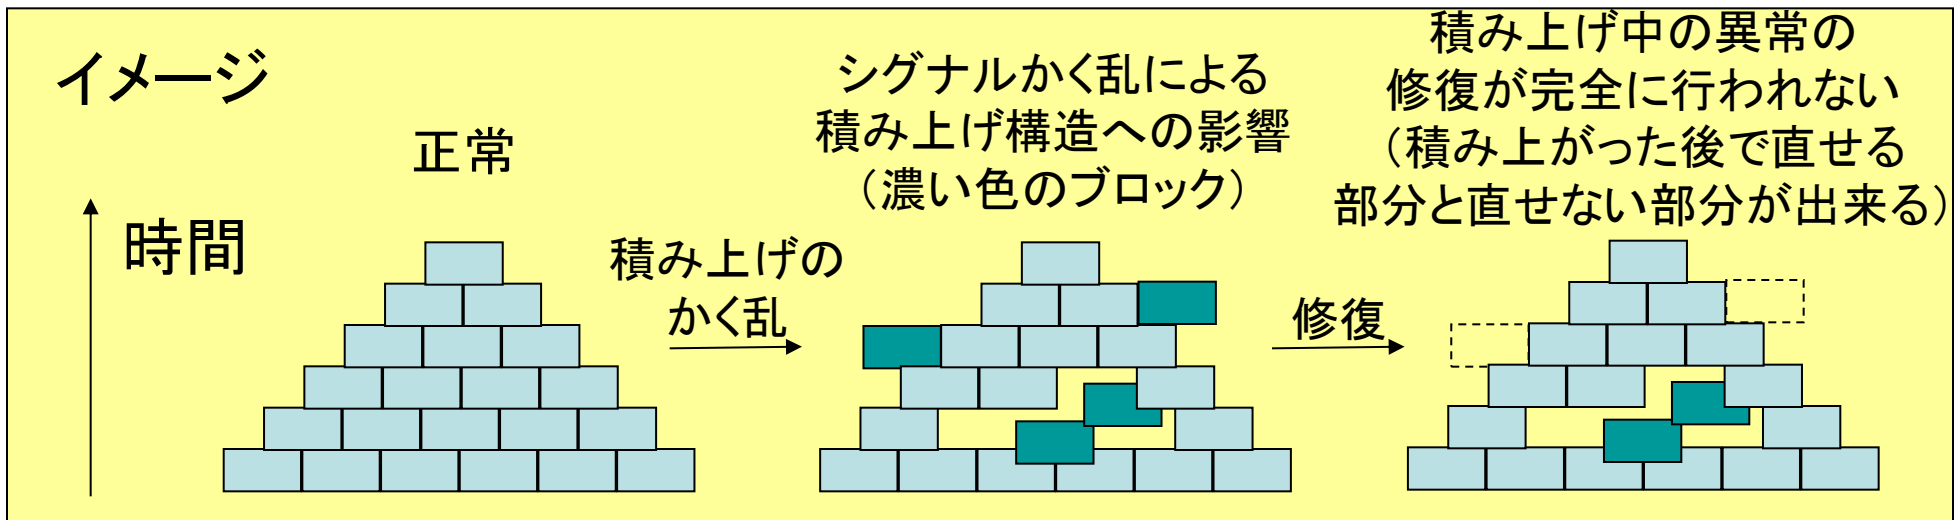 イメージ
時間
正常
積み上げの
かく乱
シグナルかく乱による
積み上げ構造への影響
（濃い色のブロック）
修復
積み上げ中の異常の
修復が完全に行われない
（積み上がった後で直せる
部分と直せない部分が出来る）